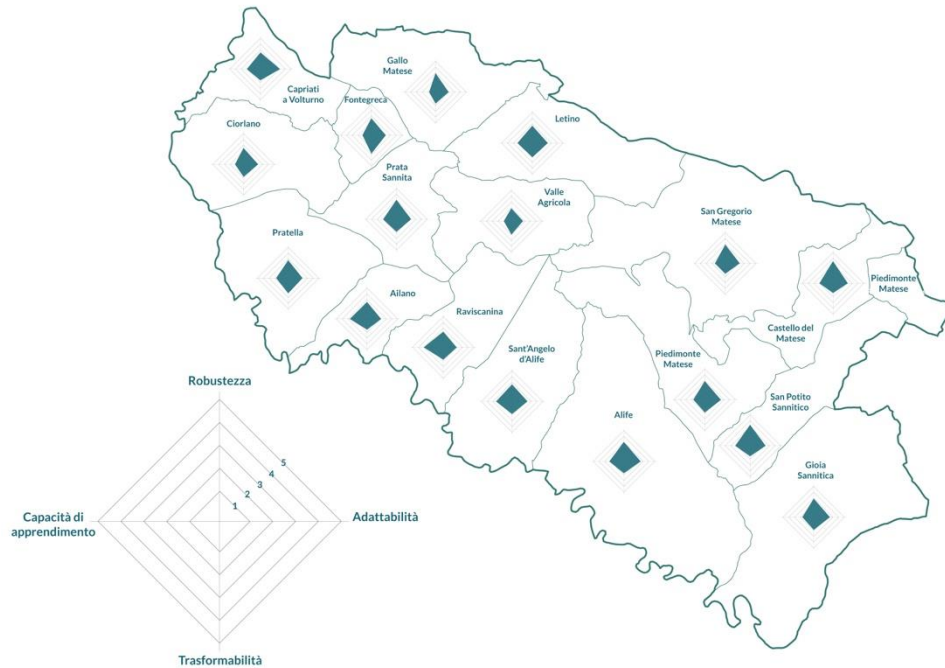 Gallo
Matese
Capriati
a Volturno
Fontegreca
Letino
Ciorlano
Prata
Sannita
Valle
Agricola
San Gregorio
Matese
Pratella
Piedimonte
Matese
Ailano
Raviscanina
Castello del
Matese
Sant'Angelo
d'Alife
Piedimonte
Matese
San Potito
Sannitico
Alife
Gioia
Sannitica
Robustezza
5
4
3
2
1
Capacità di
apprendimento
Adattabilità
Trasformabilità